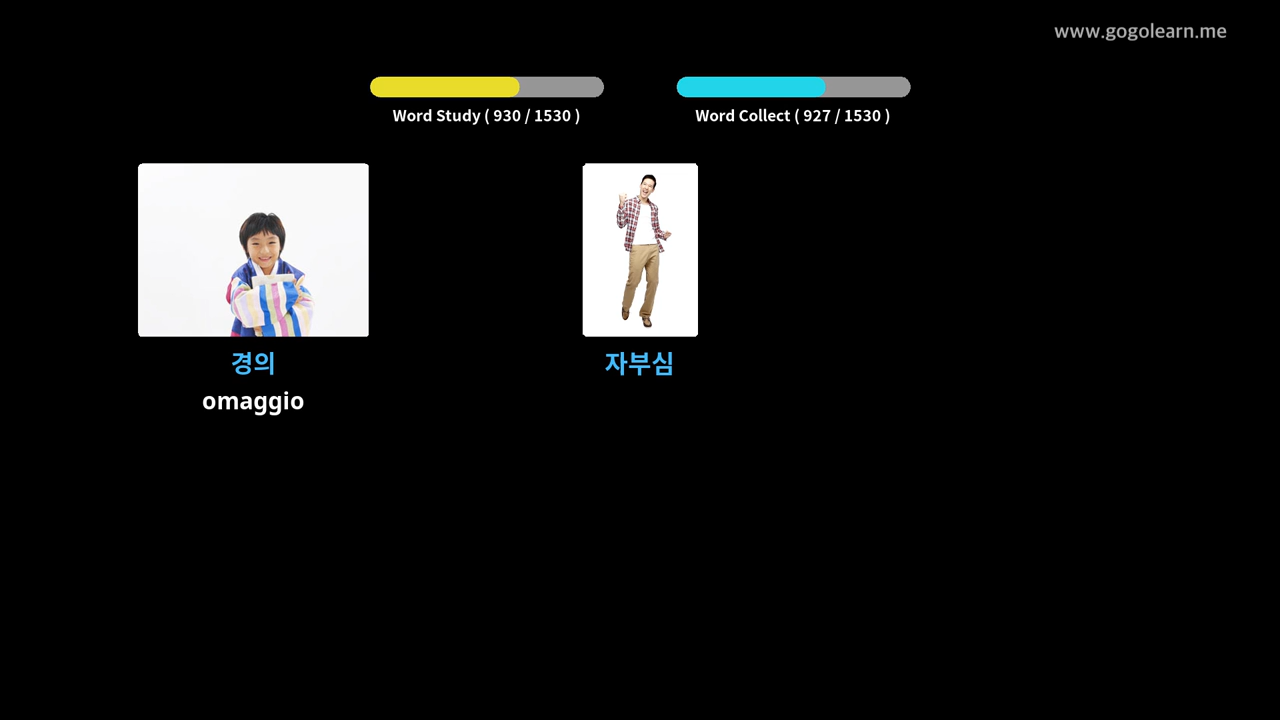 www.gogolearn.me
Word Study ( 930 / 1530 )
Word Collect ( 927 / 1530 )
경의
omaggio
자부심